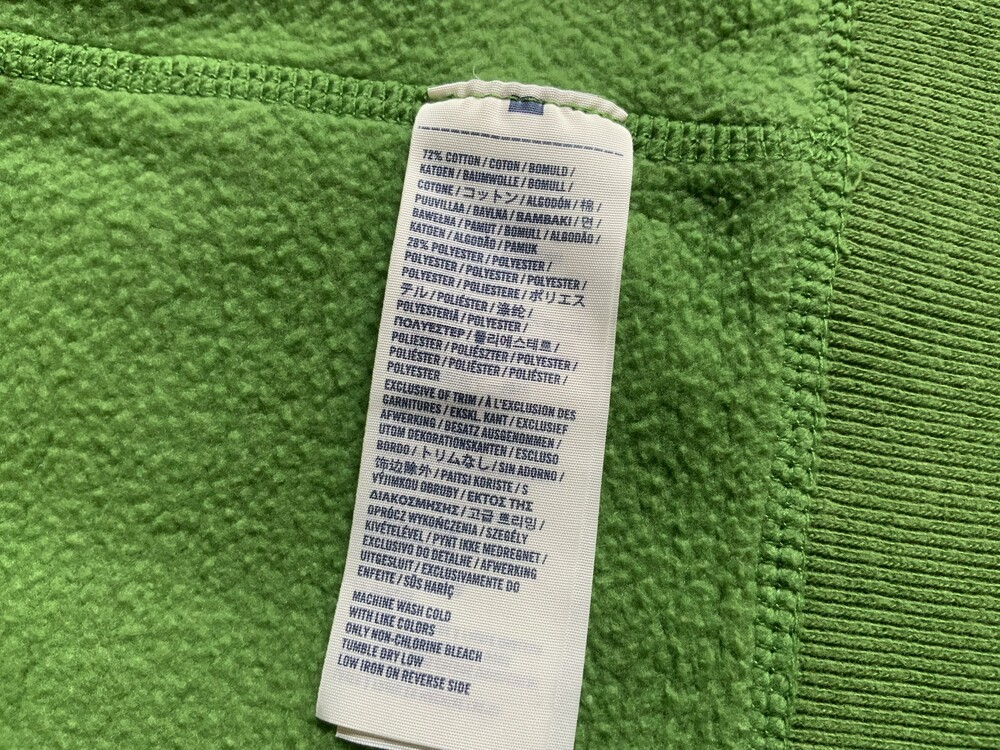 72% COTTON / COTON / BOMULD /
KATOEN / BAUMWOLLE / BOMULL /
COTONE / コットン / ALGODÓN / 棉 /
PUUVILLAA / BAVLNA / BAMBAKI / 면 /
BAWEŁNA / PAMUT / BOMULL / ALGODÃO /
KATOEN / ALGODÃO / PAMUK
28% POLYESTER / POLYESTER /
POLYESTER / POLYESTER / POLYESTER /
POLYESTER / POLIESTERE / ポリエス
テル / POLIÉSTER / 涤纶 /
POLYESTERIÄ / POLYESTER /
ΠΟΛΥΕΣΤΕΡ / 폴리에스테르 /
POLIESTER / POLIÉSZTER / POLYESTER /
POLIÉSTER / POLIÉSTER / POLIÉSTER /
POLYESTER
EXCLUSIVE OF TRIM / À L'EXCLUSION DES
GARNITURES / EKSKL. KANT / EXCLUSIEF
AFWERKING / BESATZ AUSGENOMMEN /
UTOM DEKORATIONSKANTEN / ESCLUSO
BORDO / トリムなし / SIN ADORNO /
饰边除外 / PAITSI KORISTE / S
VÝJIMKOU OBRUBY / ΕΚΤΟΣ ΤΗΣ
ΔΙΑΚΟΣΜΗΣΗΣ / 고급 트리밍 /
OPRÓCZ WYKOŃCZENIA / SZEGÉLY
KIVÉTELÉVEL / PYNT IKKE MEDREGNET /
EXCLUSIVO DO DETALHE / AFWERKING
UITGESLUIT / EXCLUSIVAMENTE DO
ENFEITE / SÜS HARİÇ
MACHINE WASH COLD
WITH LIKE COLORS
ONLY NON-CHLORINE BLEACH
TUMBLE DRY LOW
LOW IRON ON REVERSE SIDE